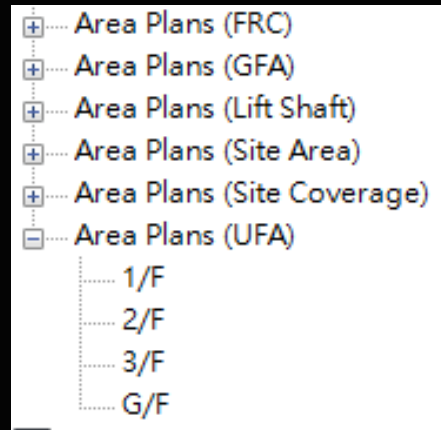 Area Plans (FRC)
Area Plans (GFA)
Area Plans (Lift Shaft)
Area Plans (Site Area)
Area Plans (Site Coverage)
Area Plans (UFA)
1/F
2/F
3/F
G/F